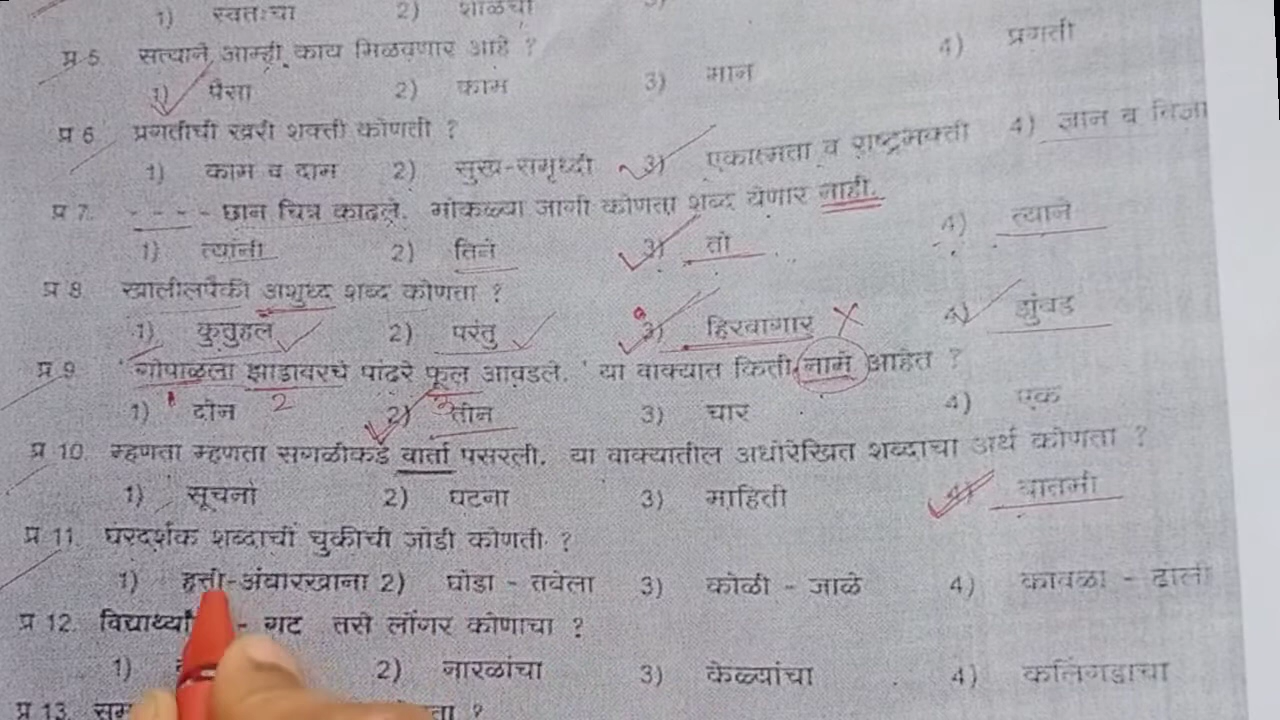 1) स्वतःचा 2) शाळेचा 3)
प्र 5. सत्याने आम्ही काय मिळवणार आहे ?
1) पैसा 2) काम 3) मान 4) प्रगती
प्र 6 प्रगतीची खरी शक्ती कोणती ?
1) काम व दान 2) सुख-समृध्दी 3) एकात्मता व राष्ट्रभक्ती 4) ज्ञान व विज्ञा
प्र 7. - - - - छान चित्र काढले. मोकळ्या जागी कोणता शब्द येणार नाही.
1) त्यांनी 2) तिने 3) तो 4) त्याने
प्र 8. खालीलपैकी अशुध्द शब्द कोणता ?
1) कुतुहल 2) परंतु 3) हिरवागार 4) झुंबड
प्र 9 'गोपाळला झाडावरचे पांढरे फूल आवडले. ' या वाक्यात किती नामे आहेत ?
1) दोन 2) तीन 3) चार 4) एक
1 2 3
प्र 10. म्हणता म्हणता सगळीकडे वार्ता पसरली. या वाक्यातील अधोरेखित शब्दाचा अर्थ कोणता ?
1) सूचना 2) घटना 3) माहिती 4) बातमी
प्र 11. घरदर्शक शब्दाची चुकीची जोडी कोणती ?
1) हत्ती-अंबारखाना 2) घोडा - तबेला 3) कोळी - जाळे 4) कावळा - ढोली
प्र 12. विद्यार्थ्यां - गट तसे लोंगर कोणाचा ?
1) 2) नारळांचा 3) केळ्यांचा 4) कलिंगडाचा
प्र 13. ?